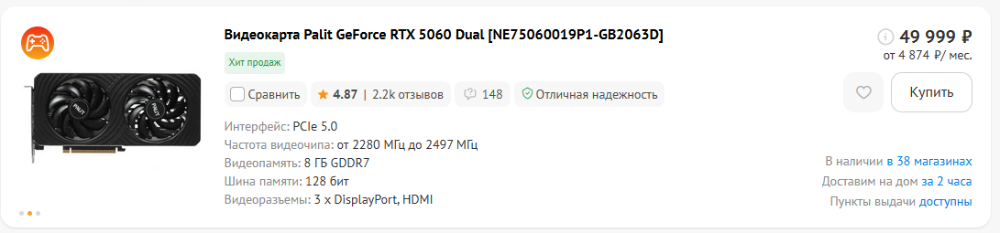 Видеокарта Palit GeForce RTX 5060 Dual [NE75060019P1-GB2063D]
49 999 ₽
от 4 874 ₽/ мес.
Хит продаж
Сравнить
4.87 | 2.2k отзывов
148
Отличная надежность
Купить
Интерфейс: PCIe 5.0
Частота видеочипа: от 2280 МГц до 2497 МГц
Видеопамять: 8 ГБ GDDR7
Шина памяти: 128 бит
Видеоразъемы: 3 x DisplayPort, HDMI
В наличии в 38 магазинах
Доставим на дом за 2 часа
Пункты выдачи доступны
PALIT
PALIT